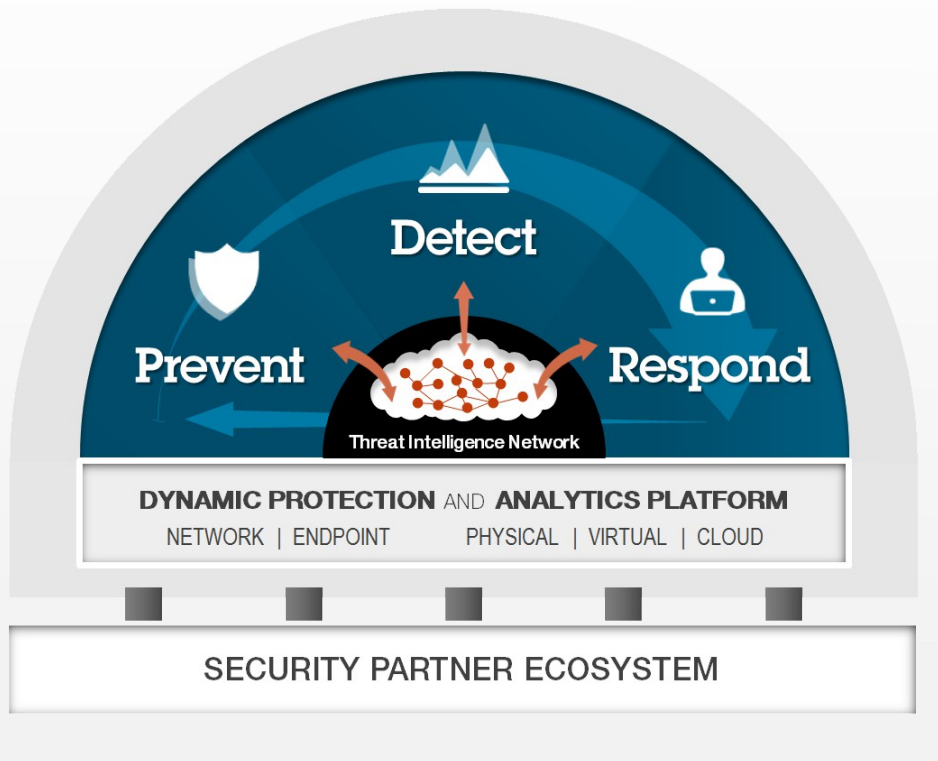 Detect
Prevent
Respond
Threat Intelligence Network
DYNAMIC PROTECTION AND ANALYTICS PLATFORM
NETWORK | ENDPOINT PHYSICAL | VIRTUAL | CLOUD
SECURITY PARTNER ECOSYSTEM